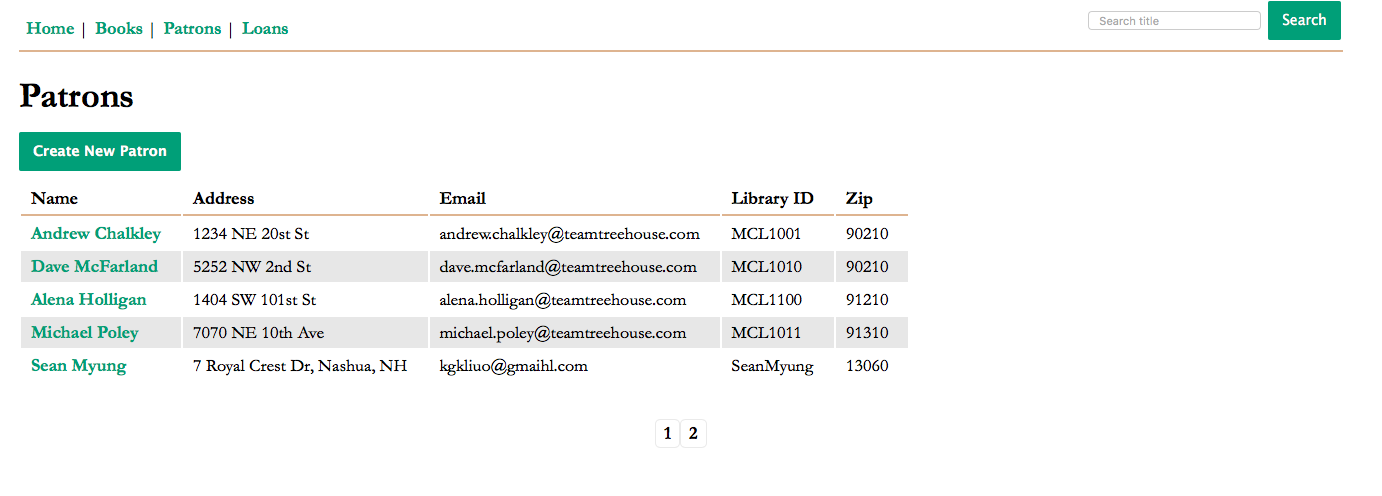 Home | Books | Patrons | Loans
Search title Search
Patrons
Create New Patron
Name Address Email Library ID Zip
Andrew Chalkley 1234 NE 20st St andrew.chalkley@teamtreehouse.com MCL1001 90210
Dave McFarland 5252 NW 2nd St dave.mcfarland@teamtreehouse.com MCL1010 90210
Alena Holligan 1404 SW 101st St alena.holligan@teamtreehouse.com MCL1100 91210
Michael Poley 7070 NE 10th Ave michael.poley@teamtreehouse.com MCL1011 91310
Sean Myung 7 Royal Crest Dr, Nashua, NH kgkliuo@gmaihl.com SeanMyung 13060
1 2